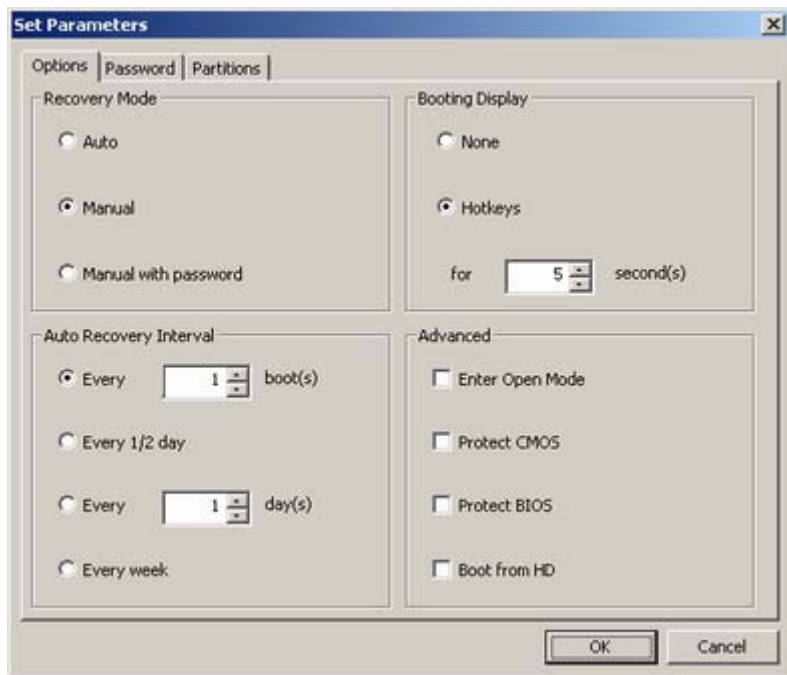 Set Parameters
Options Password Partitions
Recovery Mode
Auto
Manual
Manual with password
Booting Display
None
Hotkeys
for 5 second(s)
Auto Recovery Interval
Every 1 boot(s)
Every 1/2 day
Every 1 day(s)
Every week
Advanced
Enter Open Mode
Protect CMOS
Protect BIOS
Boot from HD
OK Cancel